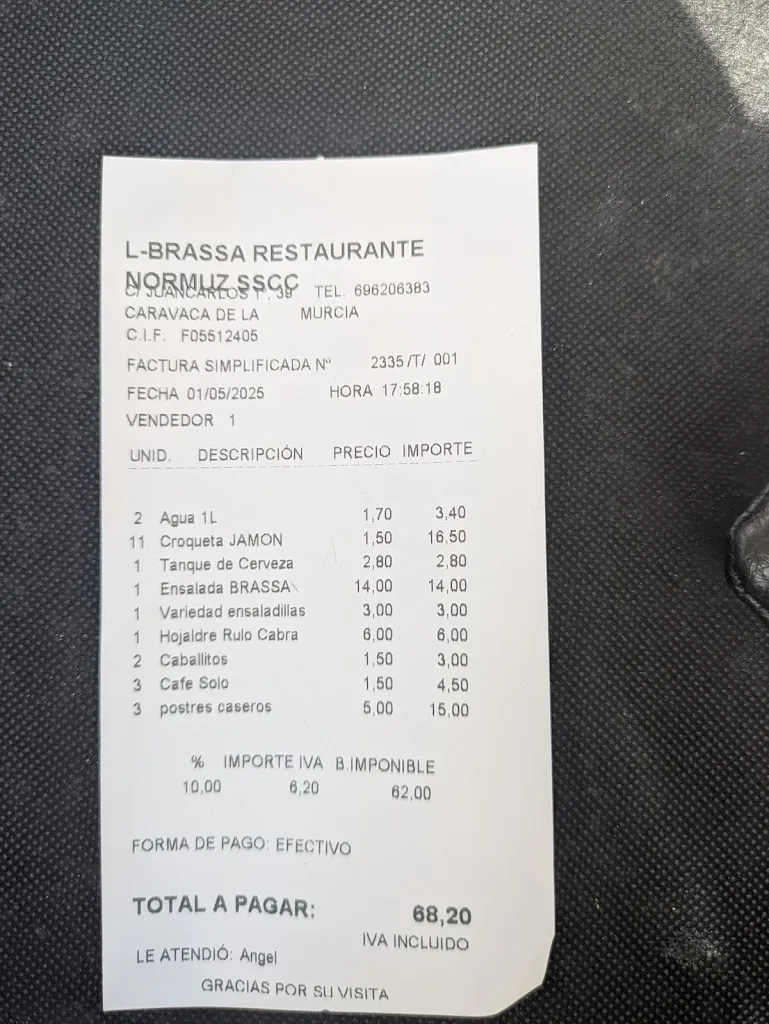 L-BRASSA RESTAURANTE
NORMUZ SSCC
C/ JUANCARLOS 1º, 39 TEL. 696206383
CARAVACA DE LA MURCIA
C.I.F. F05512405
FACTURA SIMPLIFICADA Nº 2335 /T/ 001
FECHA 01/05/2025 HORA 17:58:18
VENDEDOR 1
UNID. DESCRIPCIÓN PRECIO IMPORTE
2 Agua 1L 1,70 3,40
11 Croqueta JAMON 1,50 16,50
1 Tanque de Cerveza 2,80 2,80
1 Ensalada BRASSA 14,00 14,00
1 Variedad ensaladillas 3,00 3,00
1 Hojaldre Rulo Cabra 6,00 6,00
2 Caballitos 1,50 3,00
3 Cafe Solo 1,50 4,50
3 postres caseros 5,00 15,00
% IMPORTE IVA B.IMPONIBLE
10,00 6,20 62,00
FORMA DE PAGO: EFECTIVO
TOTAL A PAGAR: 68,20
IVA INCLUIDO
LE ATENDIÓ: Angel
GRACIAS POR SU VISITA